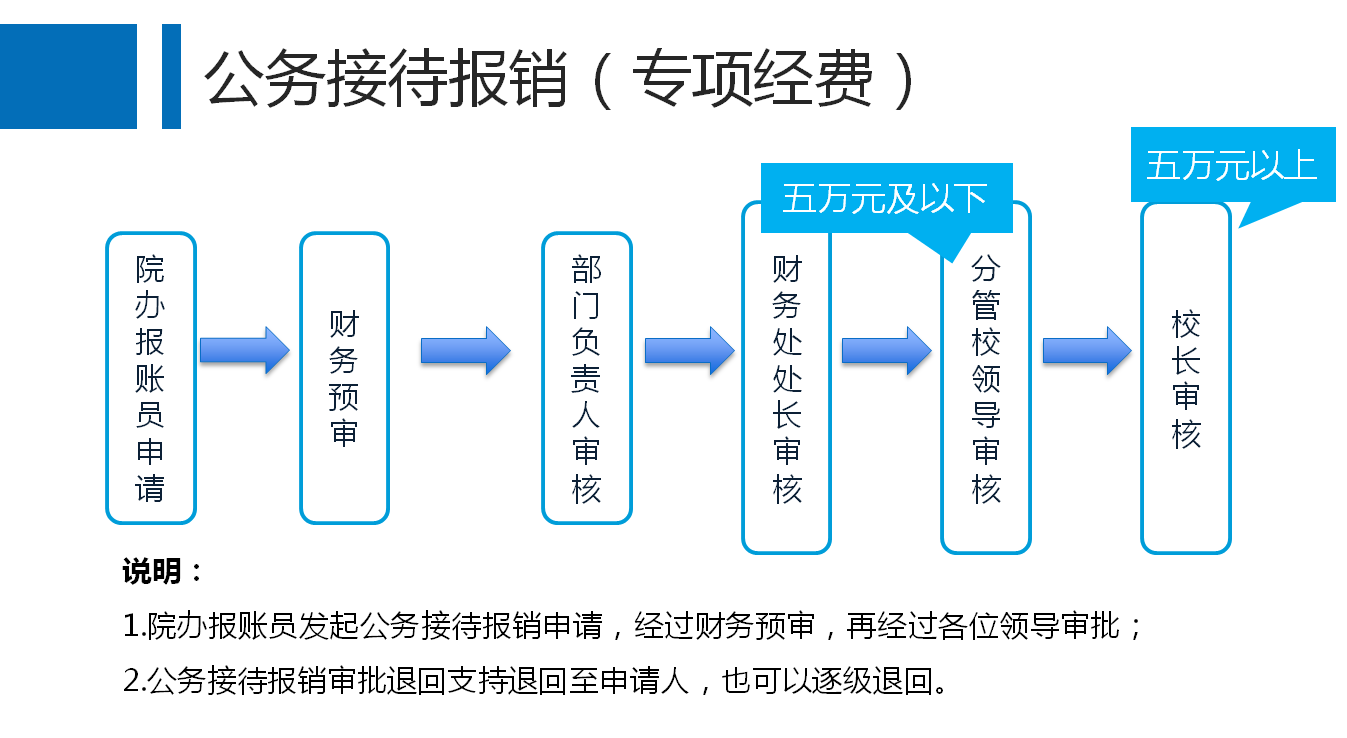 公务接待报销（专项经费）
五万元及以下
五万元以上
院办报账员申请
财务预审
部门负责人审核
财务处处长审核
分管校领导审核
校长审核
说明：
1.院办报账员发起公务接待报销申请，经过财务预审，再经过各位领导审批；
2.公务接待报销审批退回支持退回至申请人，也可以逐级退回。